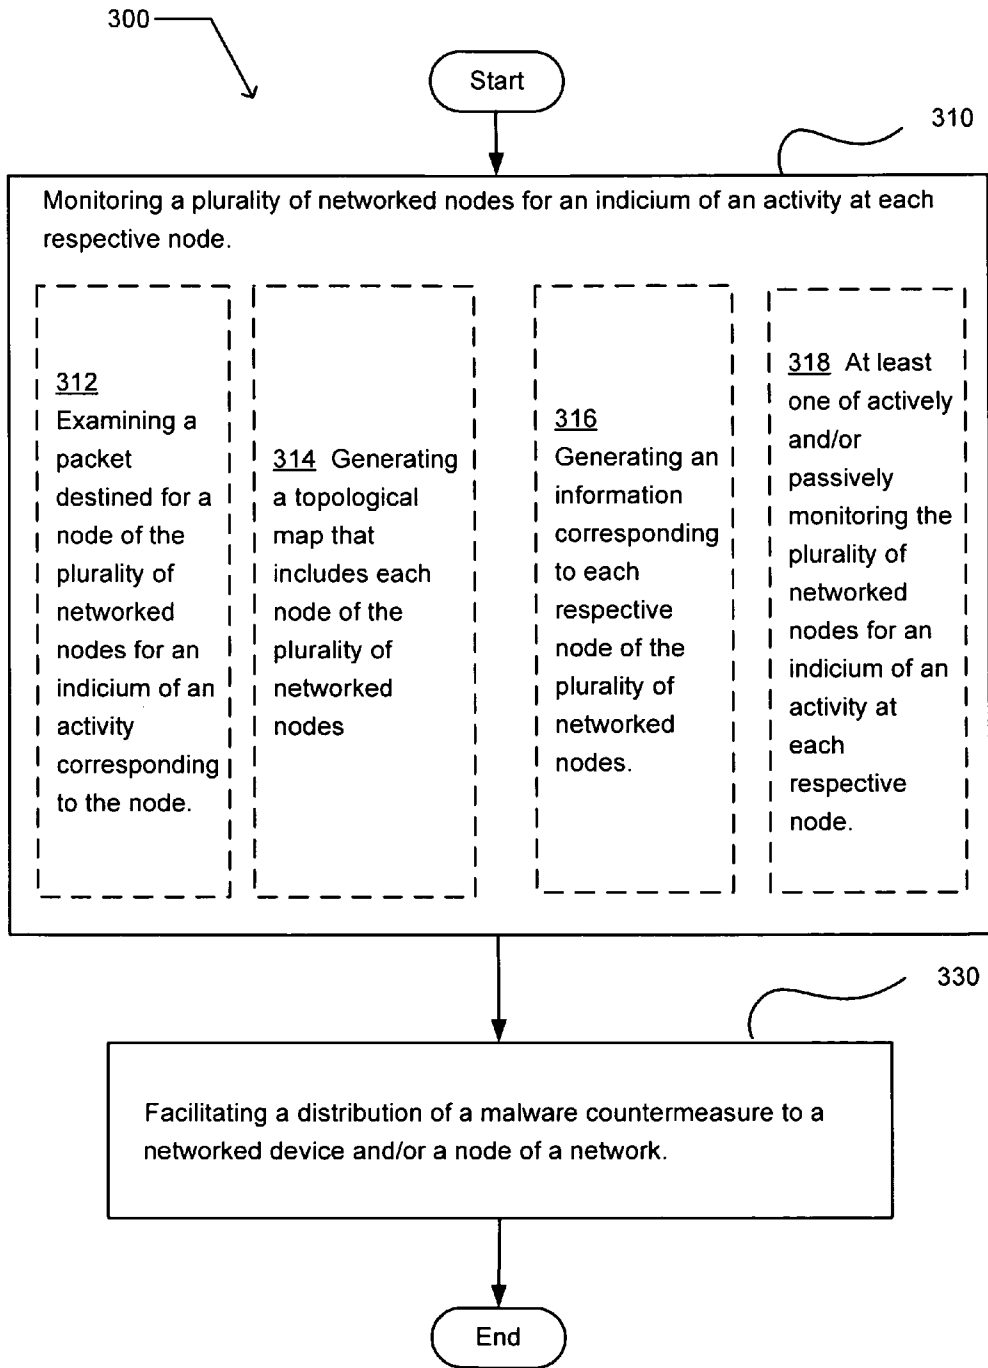 300
Start
310
Monitoring a plurality of networked nodes for an indicium of an activity at each
respective node.
312
Examining a
packet
destined for a
node of the
plurality of
networked
nodes for an
indicium of an
activity
corresponding
to the node.
314 Generating
a topological
map that
includes each
node of the
plurality of
networked
nodes
316
Generating an
information
corresponding
to each
respective
node of the
plurality of
networked
nodes.
318 At least
one of actively
and/or
passively
monitoring the
plurality of
networked
nodes for an
indicium of an
activity at
each
respective
node.
330
Facilitating a distribution of a malware countermeasure to a
networked device and/or a node of a network.
End